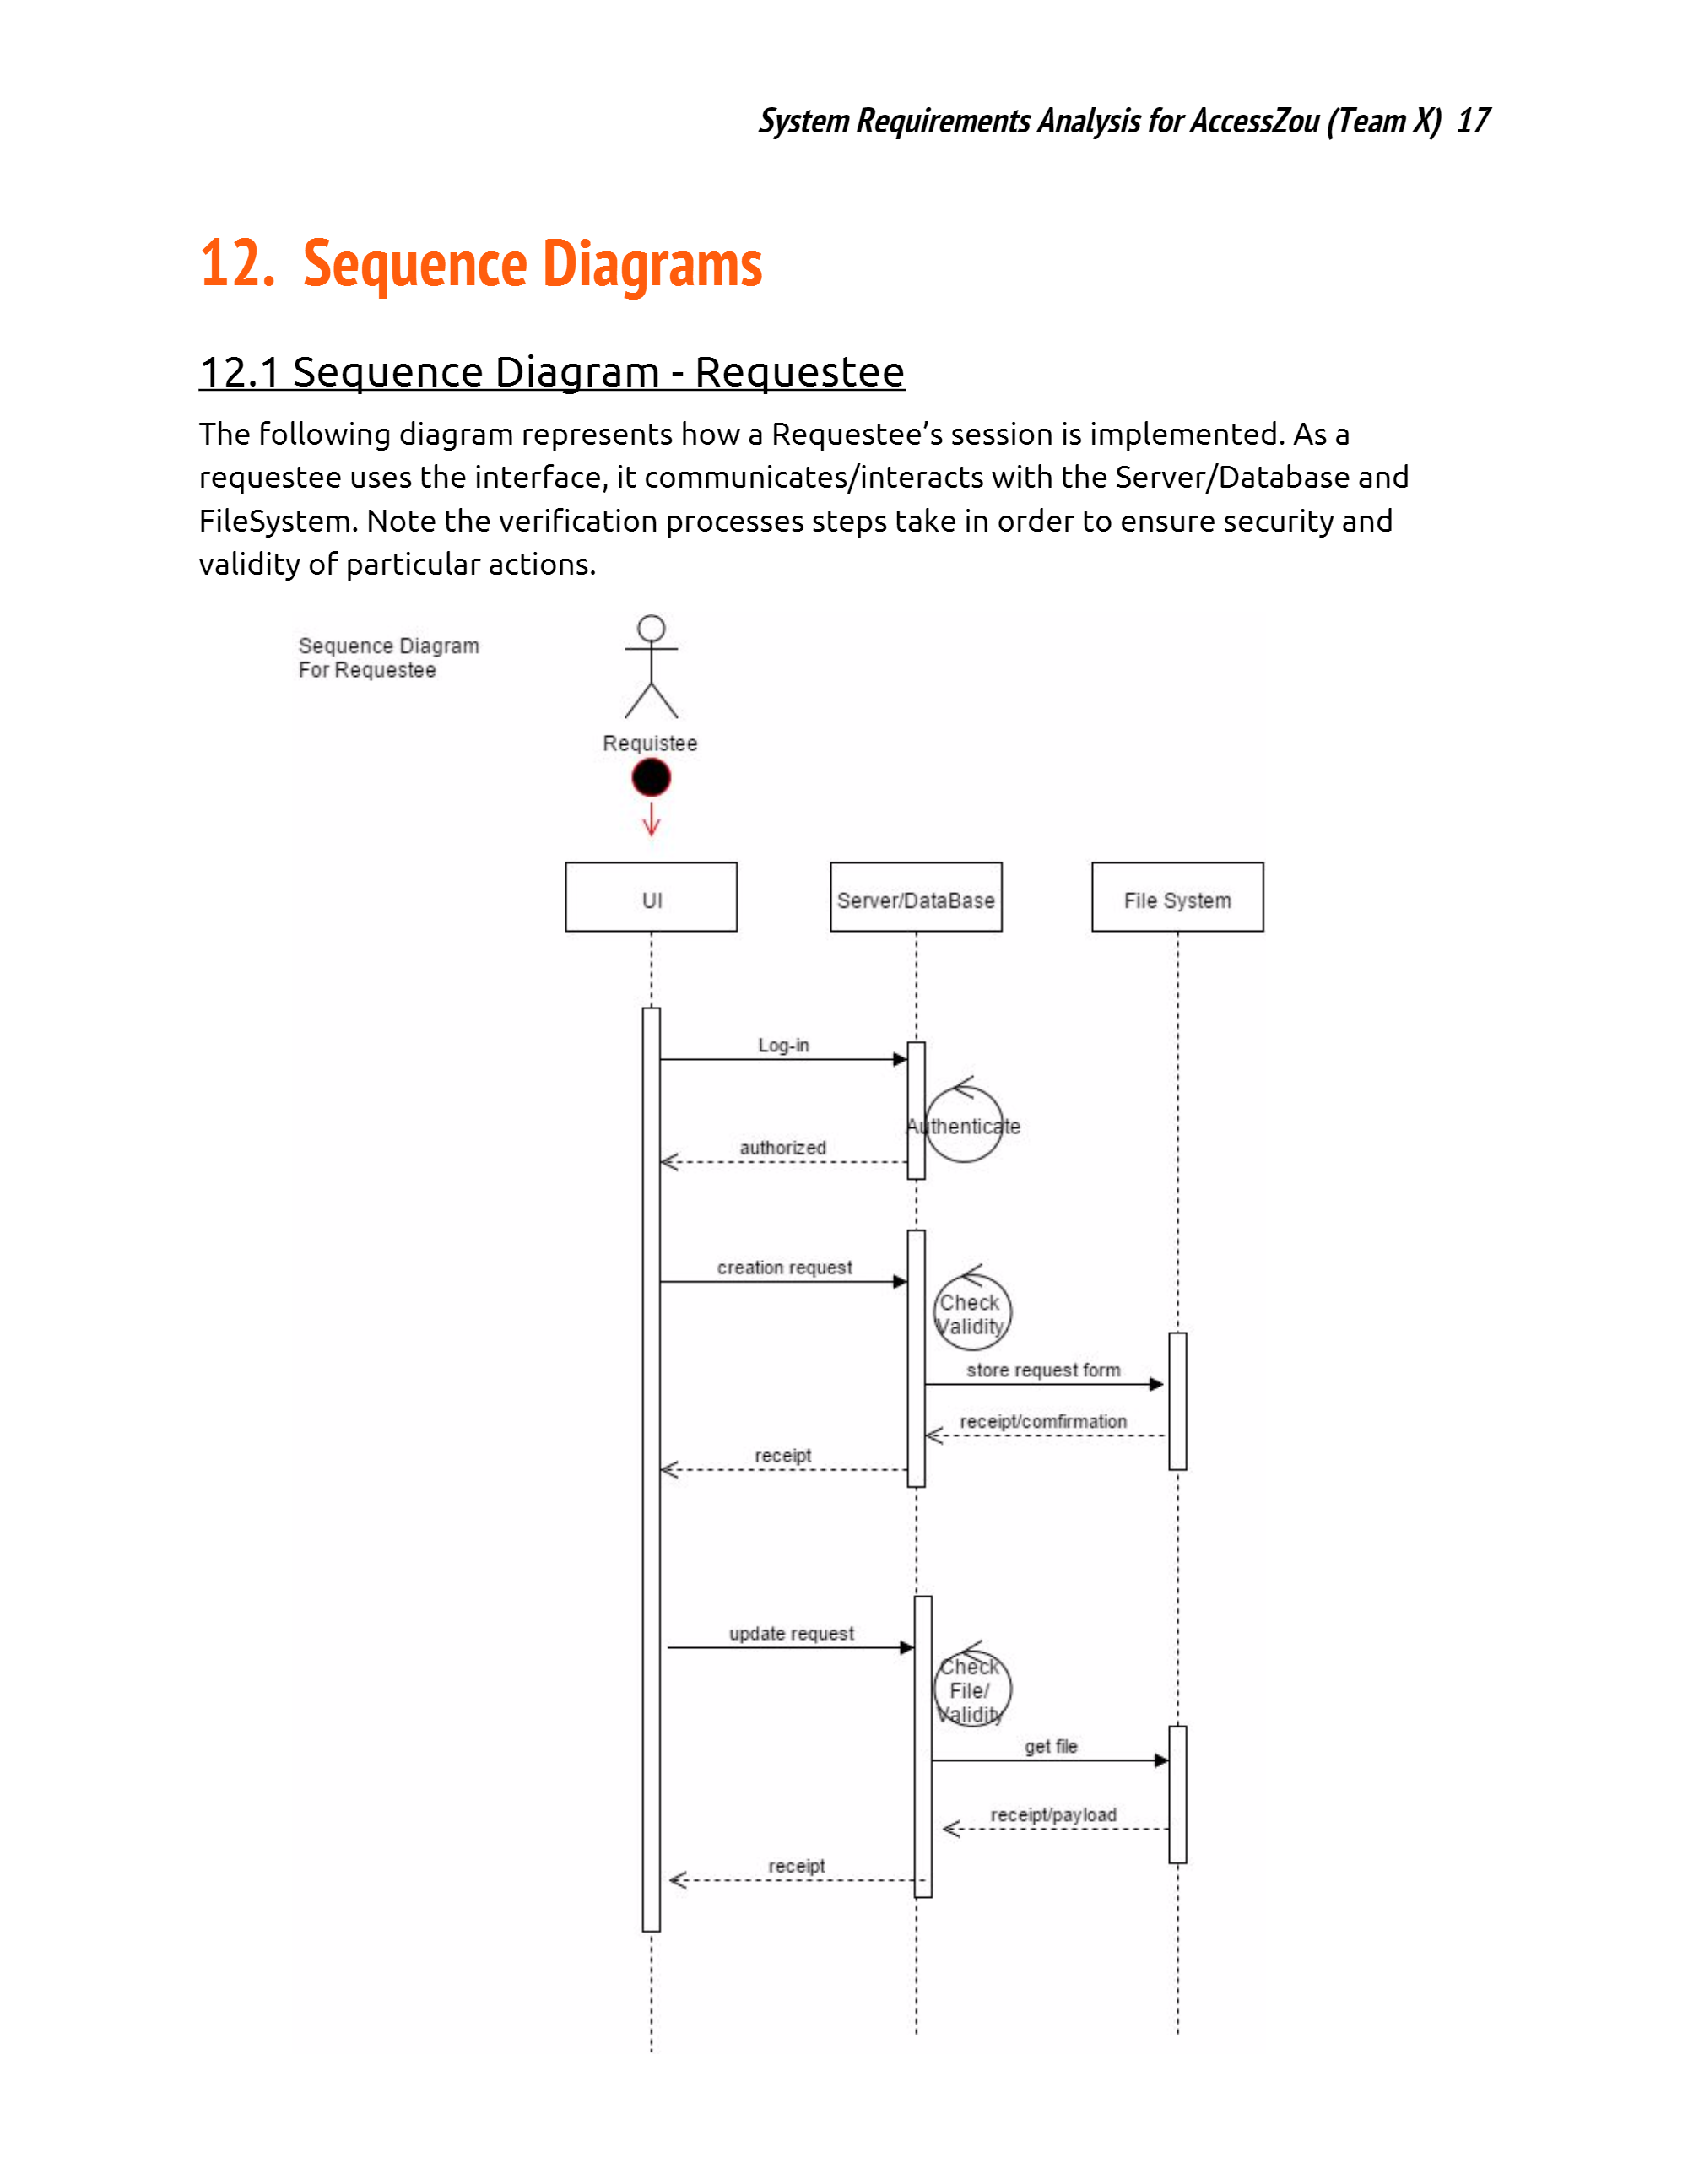 System Requirements Analysis for AccessZou (Team X) 17
12. Sequence Diagrams
12.1 Sequence Diagram - Requestee
The following diagram represents how a Requestee’s session is implemented. As a
requestee uses the interface, it communicates/interacts with the Server/Database and
FileSystem. Note the verification processes steps take in order to ensure security and
validity of particular actions.
Sequence Diagram
For Requestee
Requistee
UI
Server/DataBase
File System
Log-in
Authenticate
authorized
creation request
Check
Validity
store request form
receipt/comfirmation
receipt
update request
Check
File/
Validity
get file
receipt/payload
receipt